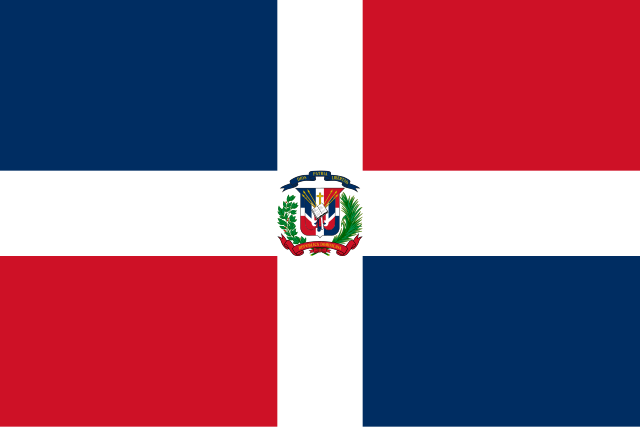 DIOS PATRIA LIBERTAD
REPUBLICA DOMINICANA